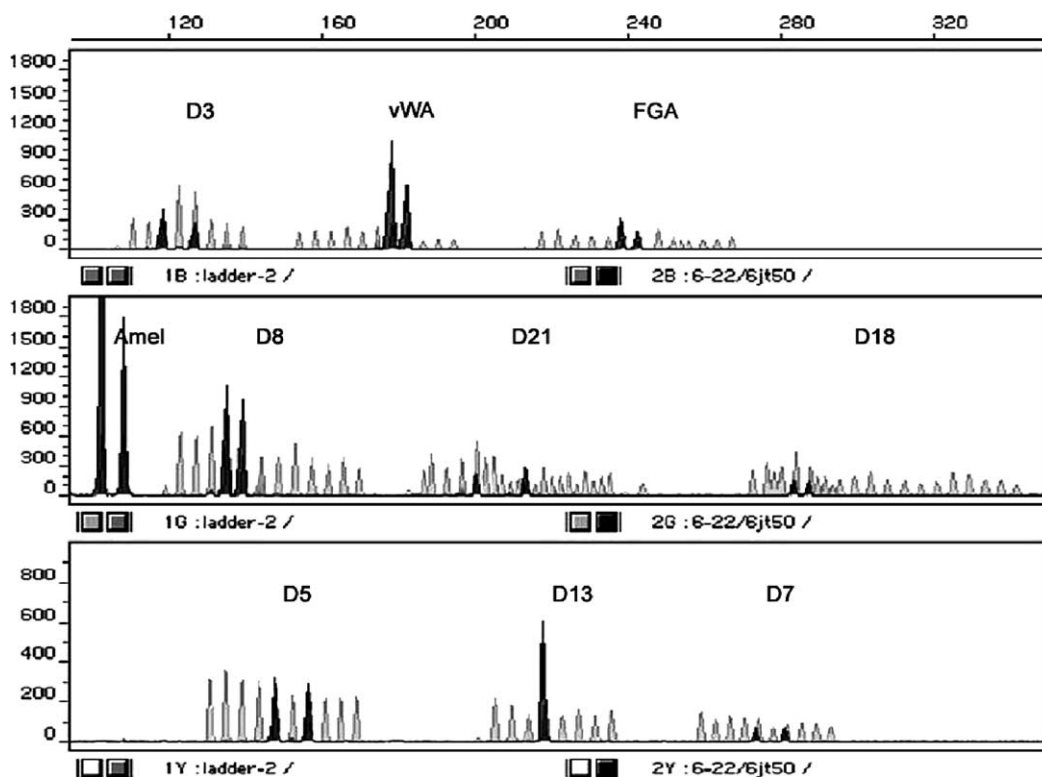 120 160 200 240 280 320
1800
1500
1200
900
600
300
0
D3 vWA FGA
1B :ladder-2 / 2B :6-22/6jt50 /
1800
1500
1200
900
600
300
0
Amel D8 D21 D18
1G :ladder-2 / 2G :6-22/6jt50 /
800
600
400
200
0
D5 D13 D7
1Y :ladder-2 / 2Y :6-22/6jt50 /